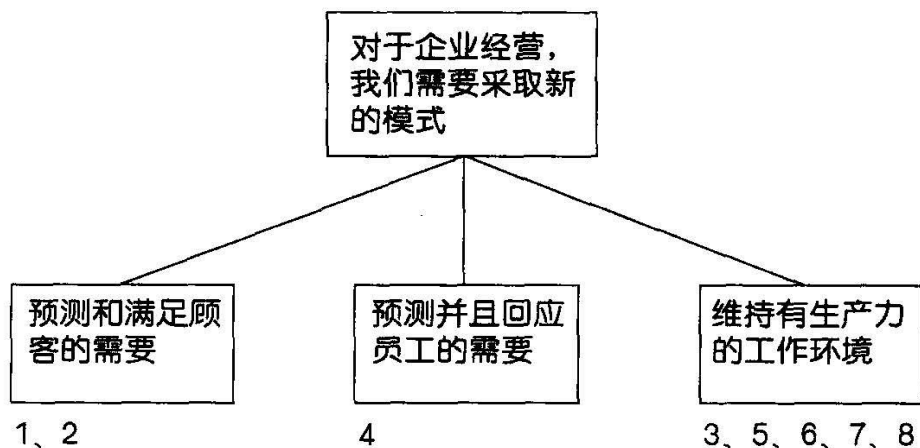 对于企业经营，
我们需要采取新
的模式
预测和满足顾
客的需要
预测并且回应
员工的需要
维持有生产力
的工作环境
1、2
4
3、5、6、7、8